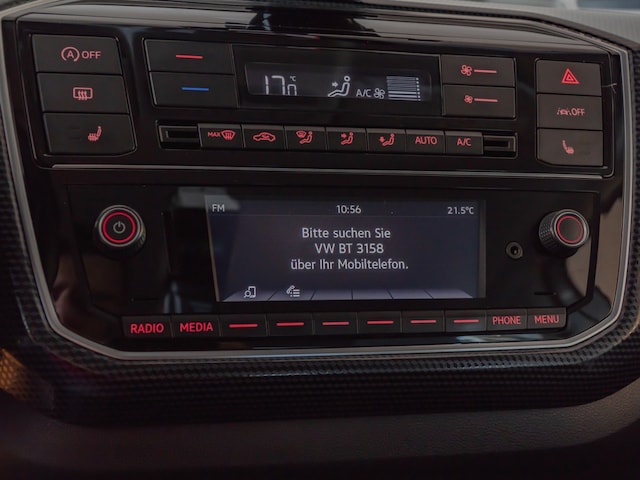 A OFF
17.0 °C
A/C
OFF
MAX
AUTO
A/C
FM 10:56 21.5°C
Bitte suchen Sie
VW BT 3158
über Ihr Mobiltelefon.
RADIO MEDIA PHONE MENU